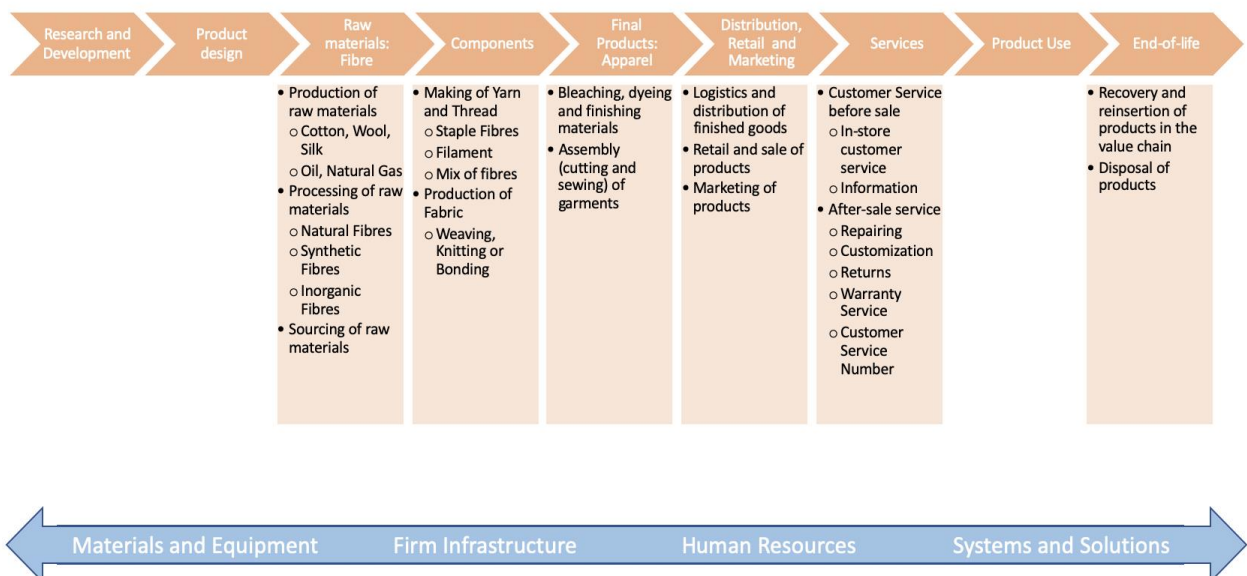 Research and
Development
Product
design
Raw
materials:
Fibre
Components
Final
Products:
Apparel
Distribution,
Retail and
Marketing
Services
Product Use
End-of-life
• Production of
raw materials
o Cotton, Wool,
Silk
o Oil, Natural Gas
• Processing of raw
materials
o Natural Fibres
o Synthetic
Fibres
o Inorganic
Fibres
• Sourcing of raw
materials
• Making of Yarn
and Thread
o Staple Fibres
o Filament
o Mix of fibres
• Production of
Fabric
o Weaving,
Knitting or
Bonding
• Bleaching, dyeing
and finishing
materials
• Assembly
(cutting and
sewing) of
garments
• Logistics and
distribution of
finished goods
• Retail and sale of
products
• Marketing of
products
• Customer Service
before sale
o In-store
customer
service
o Information
• After-sale service
o Repairing
o Customization
o Returns
o Warranty
Service
o Customer
Service
Number
• Recovery and
reinsertion of
products in the
value chain
• Disposal of
products
Materials and Equipment
Firm Infrastructure
Human Resources
Systems and Solutions